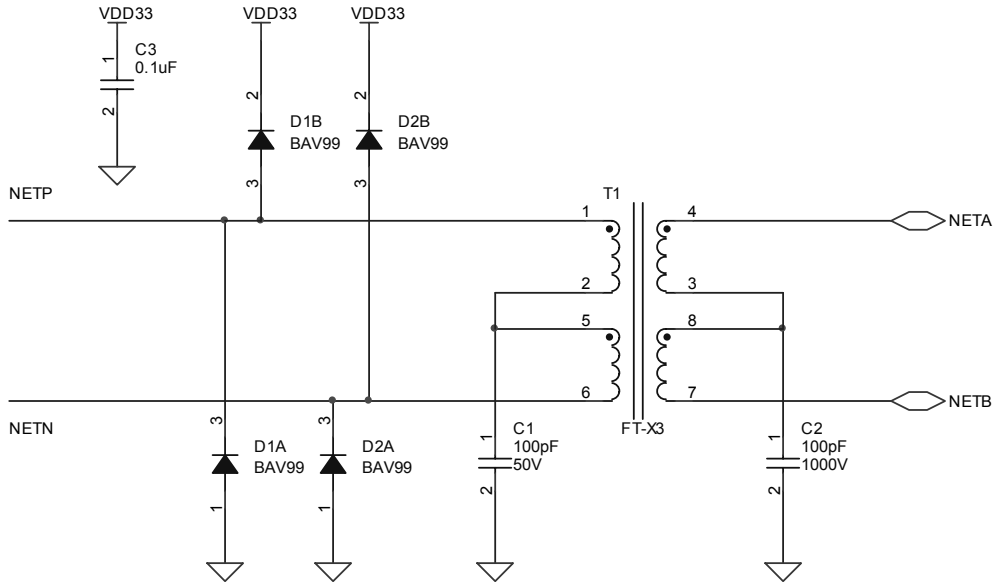 VDD33
VDD33
VDD33
1
C3
0.1uF
2
2
D1B
BAV99
3
2
D2B
BAV99
3
NETP
T1
1
4
NETA
2
3
5
8
6
7
NETB
NETN
FT-X3
3
D1A
BAV99
1
3
D2A
BAV99
1
C1
1
100pF
50V
2
C2
1
100pF
1000V
2